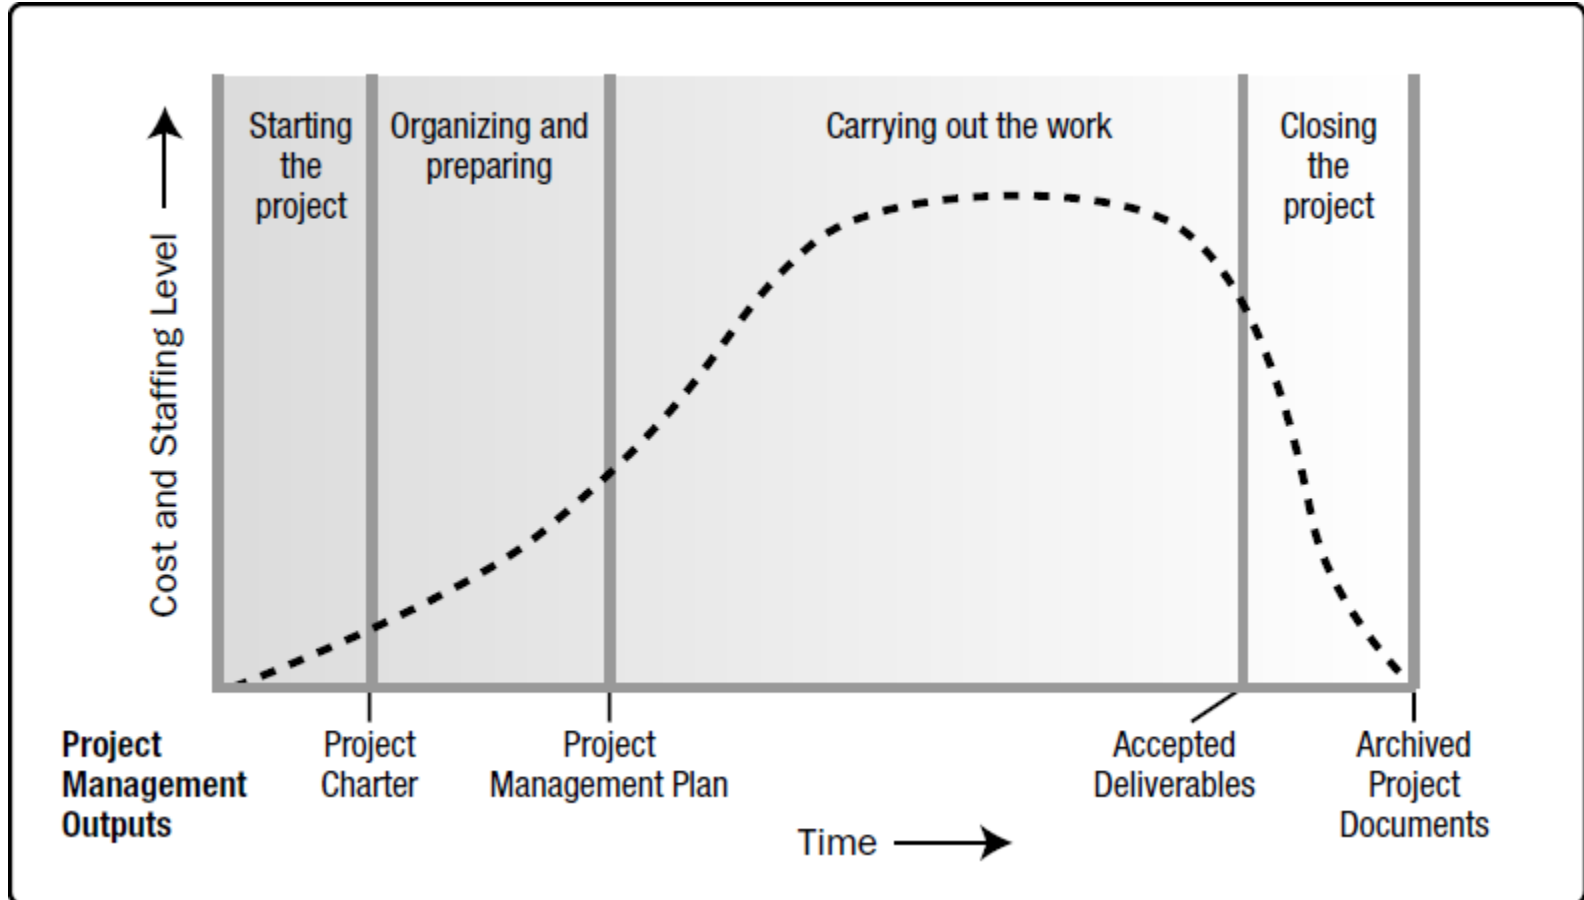 Starting
the
project
Organizing and
preparing
Carrying out the work
Closing
the
project
Cost and Staffing Level
Project
Management
Outputs
Project
Charter
Project
Management Plan
Accepted
Deliverables
Archived
Project
Documents
Time